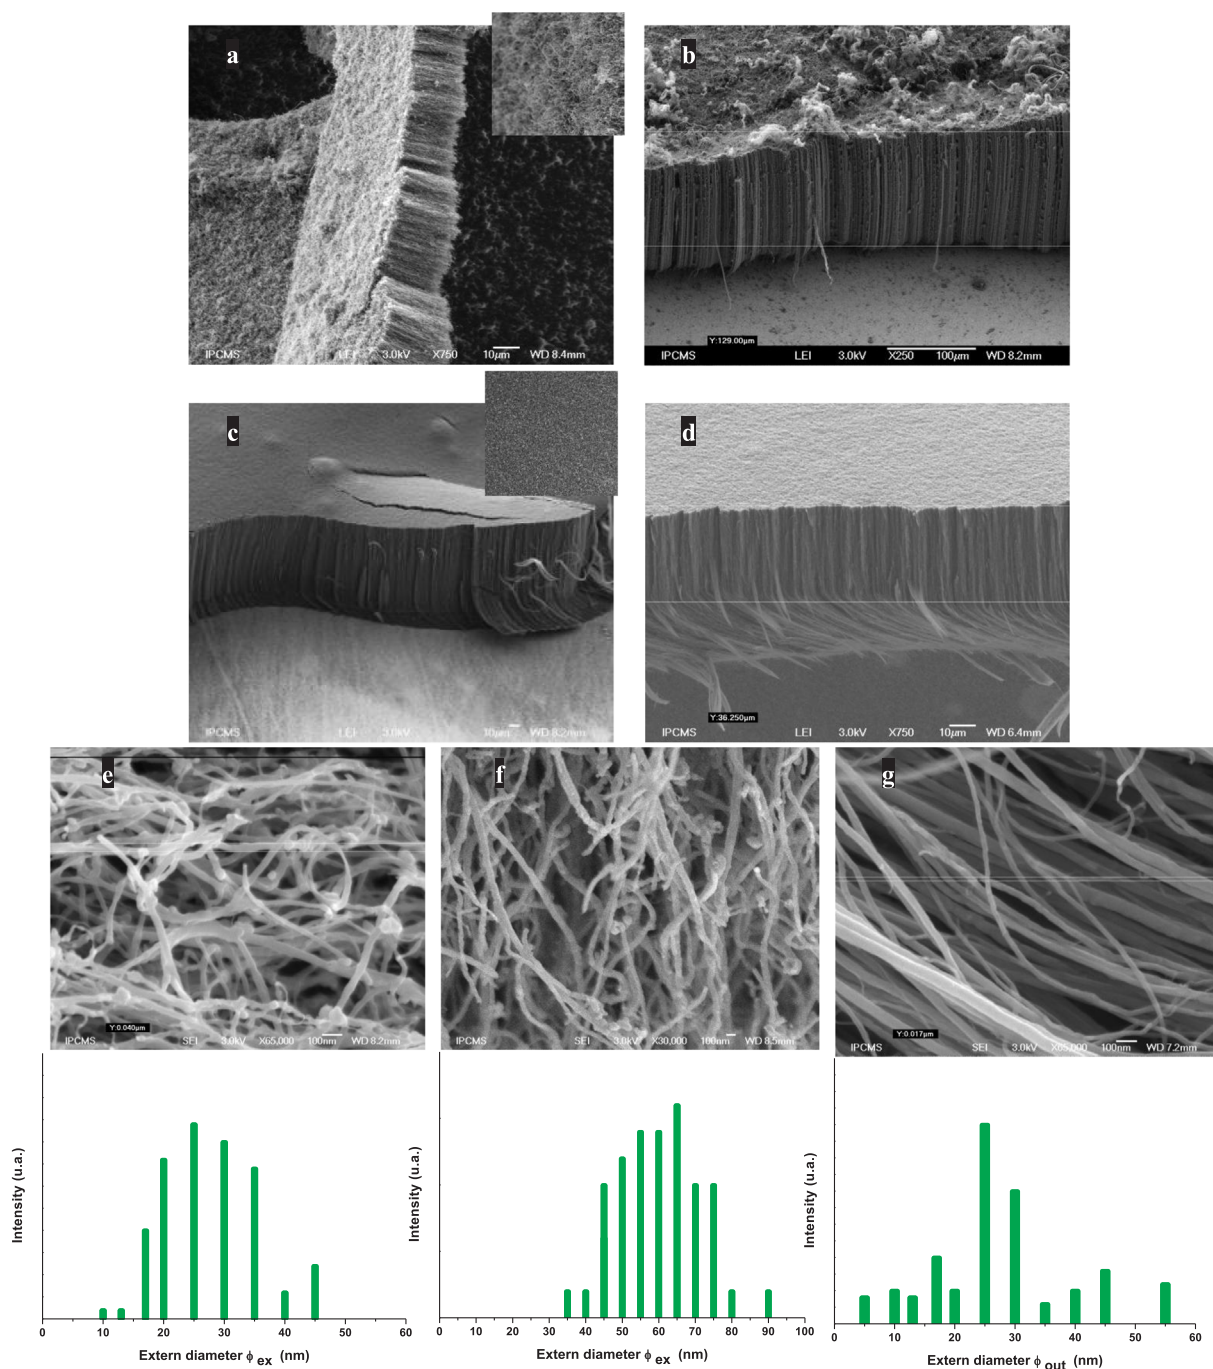 a
IPCMS LEI 3.0kV X750 10µm WD 8.4mm
b
Y:129.00µm
IPCMS LEI 3.0kV X250 100µm WD 8.2mm
c
IPCMS LEI 3.0kV 10µm WD 8.2mm
d
Y:36.250µm
IPCMS LEI 3.0kV X750 10µm WD 6.4mm
e
Y:0.040µm
IPCMS SEI 3.0kV X65,000 100nm WD 8.2mm
f
IPCMS SEI 3.0kV X30,000 100nm WD 8.5mm
g
Y:0.017µm
IPCMS SEI 3.0kV X65,000 100nm WD 7.2mm
Intensity (u.a.)
0 10 20 30 40 50 60
Extern diameter ϕ ex (nm)
Intensity (u.a.)
0 10 20 30 40 50 60 70 80 90 100
Extern diameter ϕ ex (nm)
Intensity (u.a.)
0 10 20 30 40 50 60
Extern diameter ϕ out (nm)